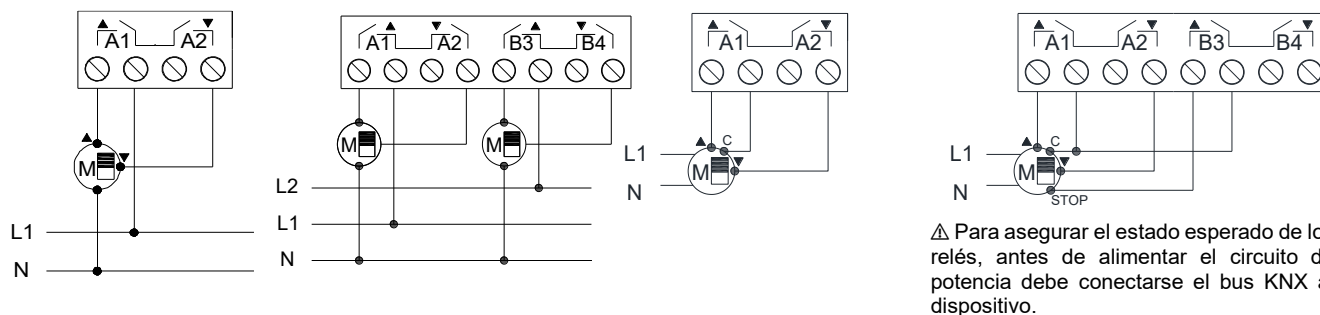 A1 A2
M
L1
N
A1 A2 B3 B4
M M
L2
L1
N
A1 A2
C
M
L1
N
A1 A2 B3 B4
C
M
STOP
L1
N
⚠ Para asegurar el estado esperado de
relés, antes de alimentar el circuito
potencia debe conectarse el bus KNX
dispositivo.